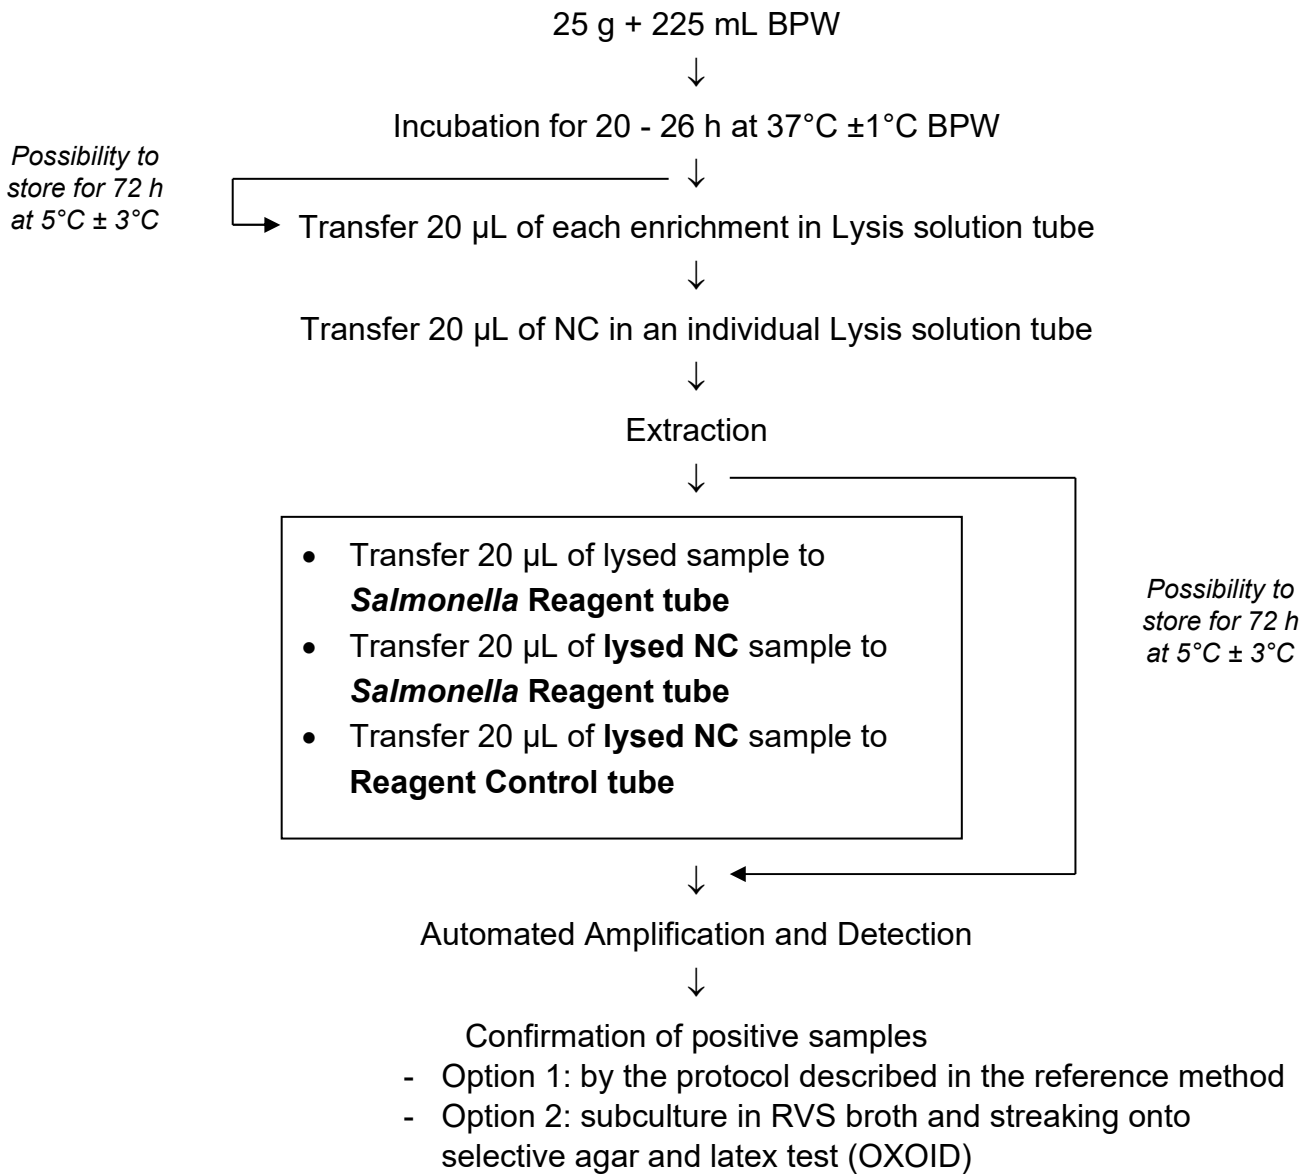 25 g + 225 mL BPW
↓
Incubation for 20 - 26 h at 37°C ±1°C BPW
Possibility to
store for 72 h
at 5°C ± 3°C
↓
Transfer 20 µL of each enrichment in Lysis solution tube
↓
Transfer 20 µL of NC in an individual Lysis solution tube
↓
Extraction
↓
• Transfer 20 µL of lysed sample to
Salmonella Reagent tube
• Transfer 20 µL of lysed NC sample to
Salmonella Reagent tube
• Transfer 20 µL of lysed NC sample to
Reagent Control tube
Possibility to
store for 72 h
at 5°C ± 3°C
↓
Automated Amplification and Detection
↓
Confirmation of positive samples
- Option 1: by the protocol described in the reference method
- Option 2: subculture in RVS broth and streaking onto
selective agar and latex test (OXOID)